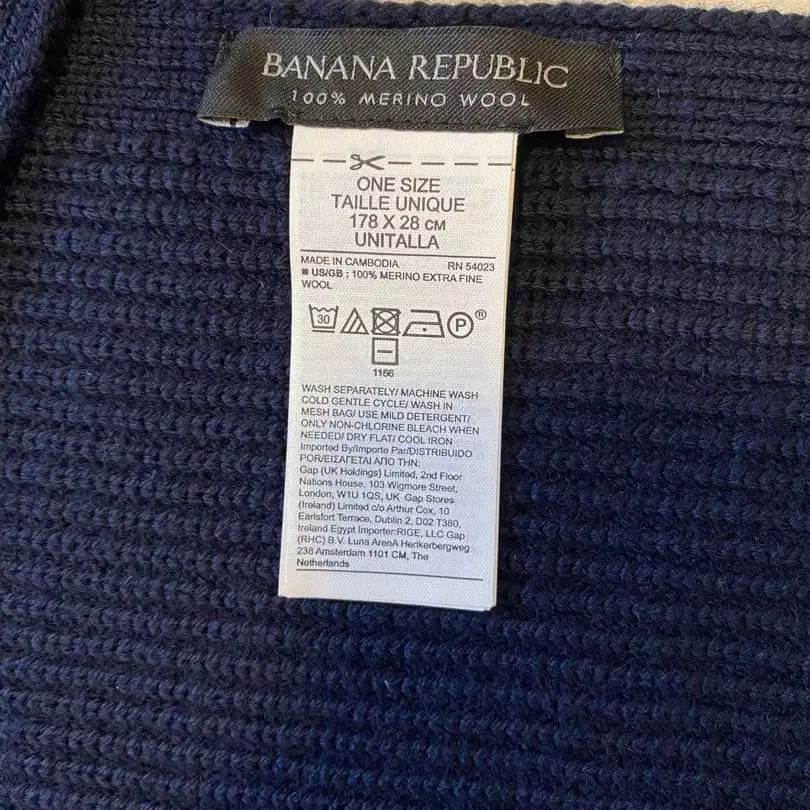 BANANA REPUBLIC
100% MERINO WOOL
ONE SIZE
TAILLE UNIQUE
178 X 28 CM
UNITALLA
MADE IN CAMBODIA RN 54023
US/GB : 100% MERINO EXTRA FINE
WOOL
30 P ®
1166
WASH SEPARATELY/ MACHINE WASH
COLD GENTLE CYCLE/ WASH IN
MESH BAG/ USE MILD DETERGENT/
ONLY NON-CHLORINE BLEACH WHEN
NEEDED/ DRY FLAT/ COOL IRON
Imported By/Importe Par/DISTRIBUIDO
POR/ΕΙΣΑΓΕΤΑΙ ΑΠΟ ΤΗΝ:
Gap (UK Holdings) Limited, 2nd Floor
Nations House, 103 Wigmore Street,
London, W1U 1QS, UK Gap Stores
(Ireland) Limited c/o Arthur Cox, 10
Earlsfort Terrace, Dublin 2, D02 T380,
Ireland Egypt Importer:RIGE, LLC Gap
(RHC) B.V. Luna ArenA Herikerbergweg
238 Amsterdam 1101 CM, The
Netherlands